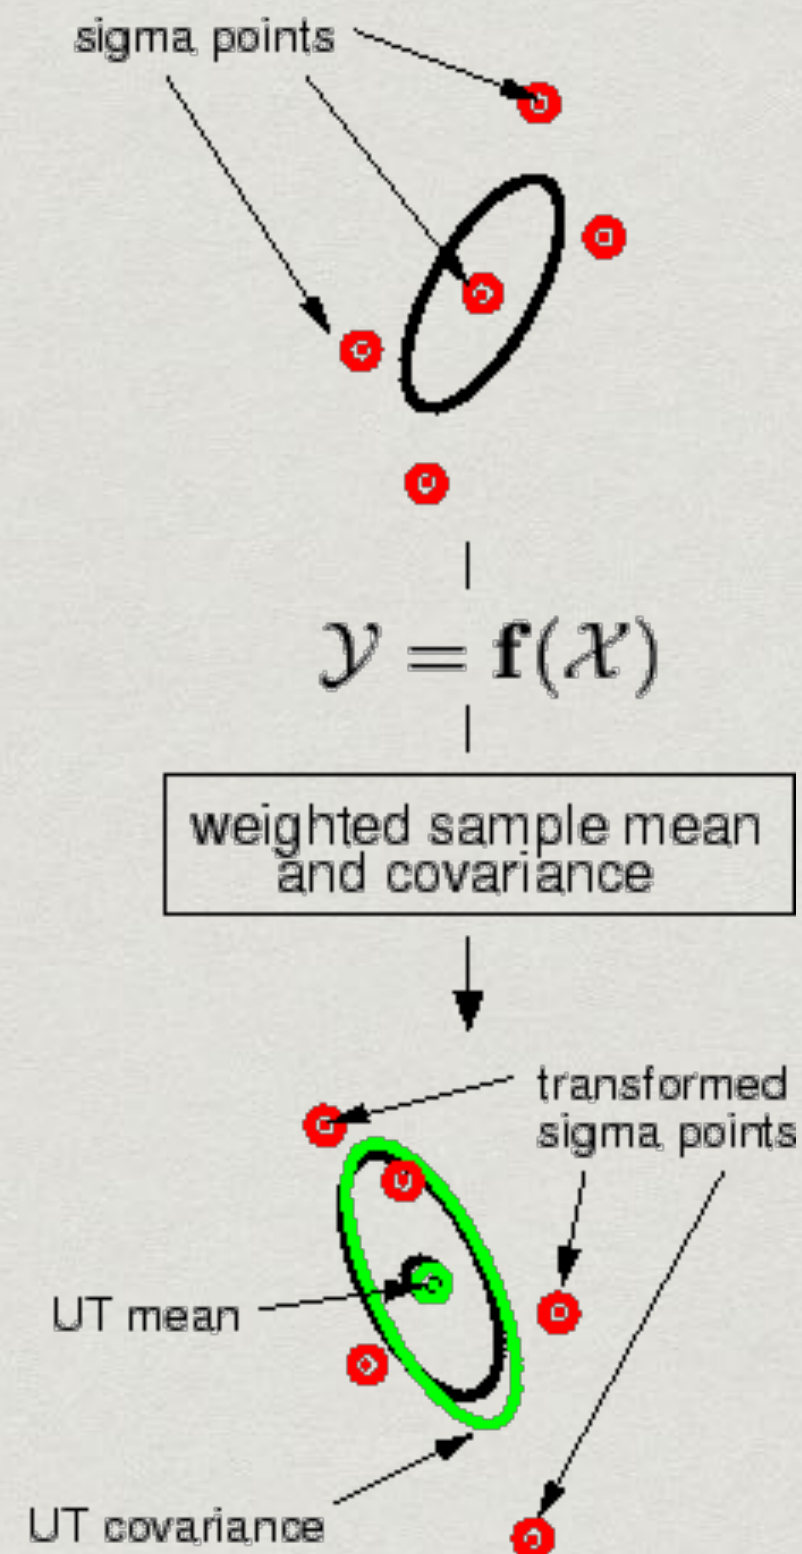 sigma points
𝒴 = f(𝒳)
weighted sample mean
and covariance
transformed
sigma points
UT mean
UT covariance